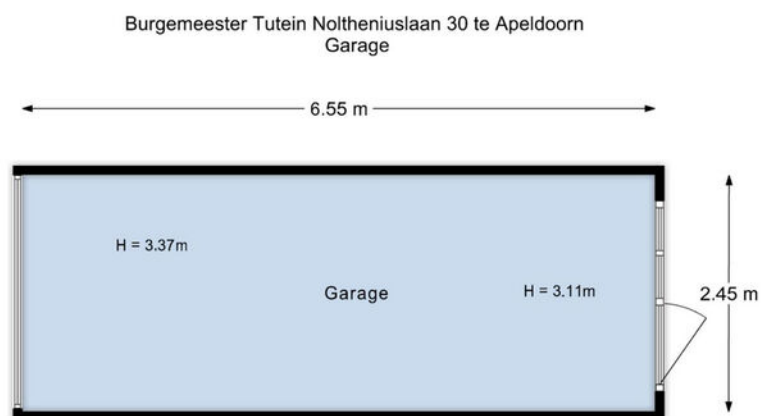 Burgemeester Tutein Noltheniuslaan 30 te Apeldoorn
Garage
6.55 m
H = 3.37m
Garage
H = 3.11m
2.45 m